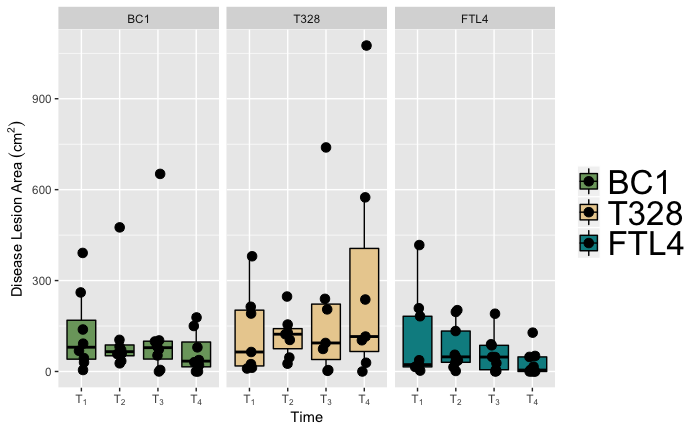 BC1 T328 FTL4
Disease Lesion Area (cm²)
900
600
300
0
T₁ T₂ T₃ T₄ T₁ T₂ T₃ T₄ T₁ T₂ T₃ T₄
Time
BC1
T328
FTL4